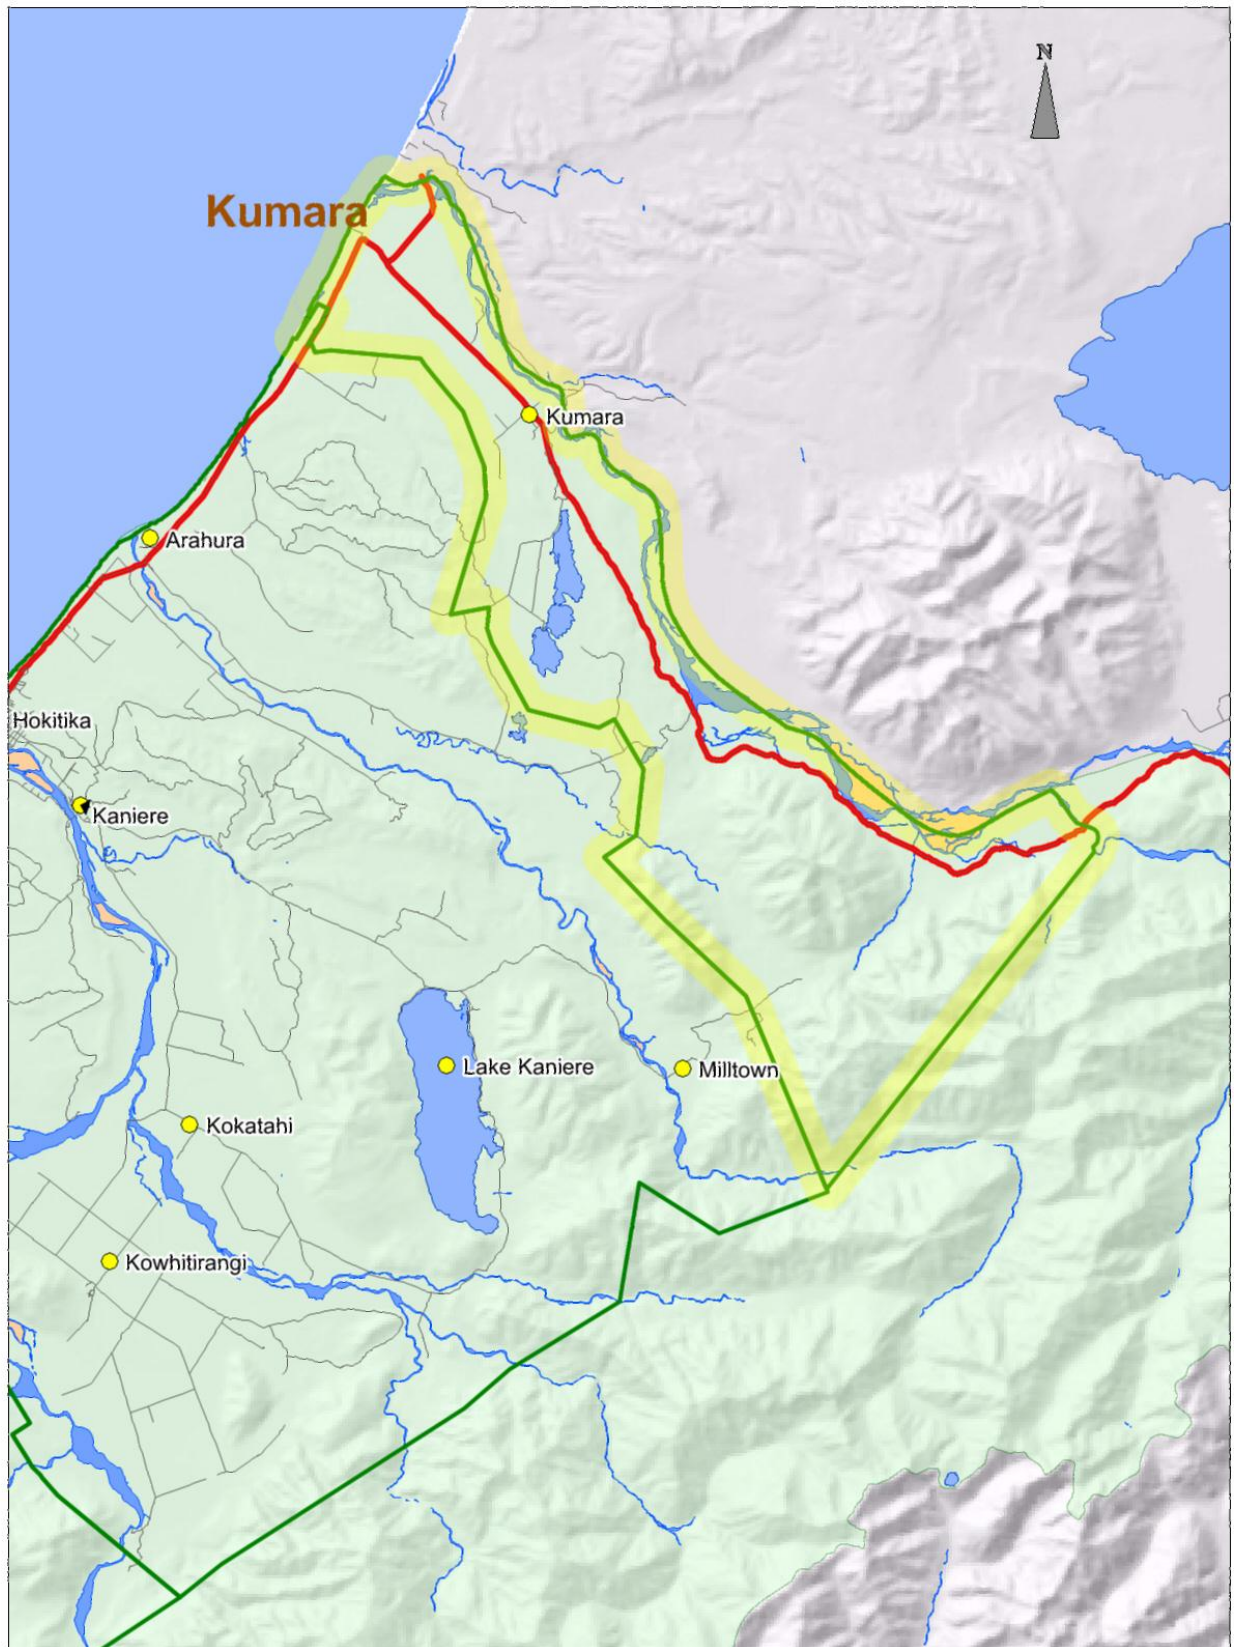 N
Kumara
Kumara
Arahura
Hokitika
Kaniere
Lake Kaniere
Milltown
Kokatahi
Kowhitirangi